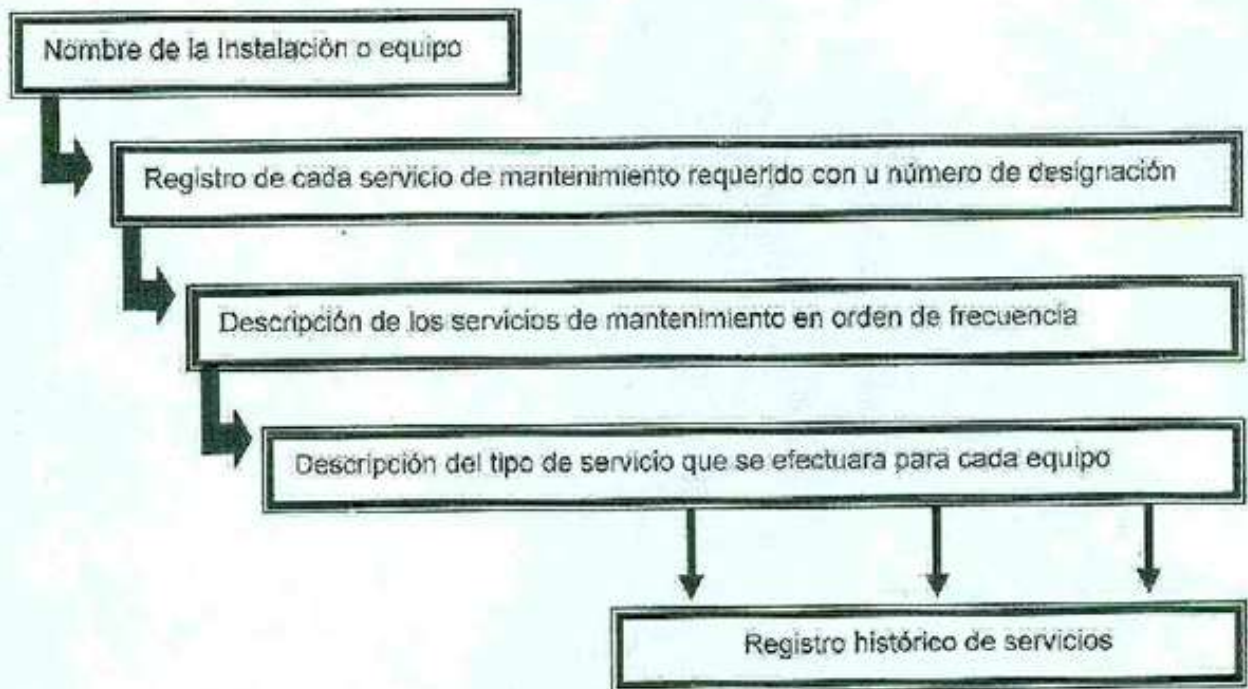 Nombre de la Instalación o equipo
Registro de cada servicio de mantenimiento requerido con u número de designación
Descripción de los servicios de mantenimiento en orden de frecuencia
Descripción del tipo de servicio que se efectuara para cada equipo
Registro histórico de servicios